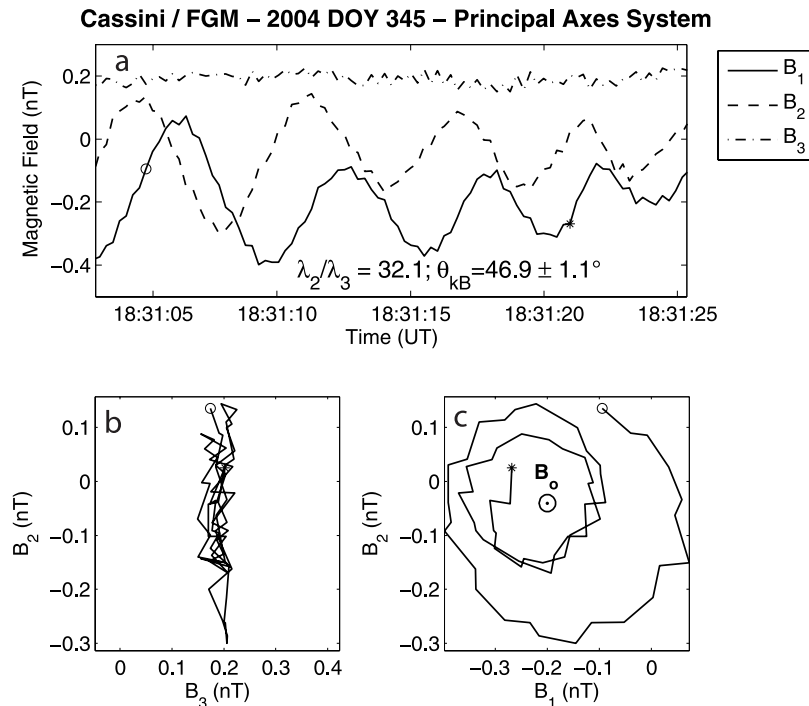 Cassini / FGM – 2004 DOY 345 – Principal Axes System
a
Magnetic Field (nT)
0.2
0
−0.2
−0.4
λ2/λ3 = 32.1; θkB=46.9 ± 1.1°
18:31:05 18:31:10 18:31:15 18:31:20 18:31:25
Time (UT)
B1
B2
B3
b
B2 (nT)
0.1
0
−0.1
−0.2
−0.3
0 0.1 0.2 0.3 0.4
B3 (nT)
c
B2 (nT)
0.1
0
−0.1
−0.2
−0.3
Bo
−0.3 −0.2 −0.1 0
B1 (nT)